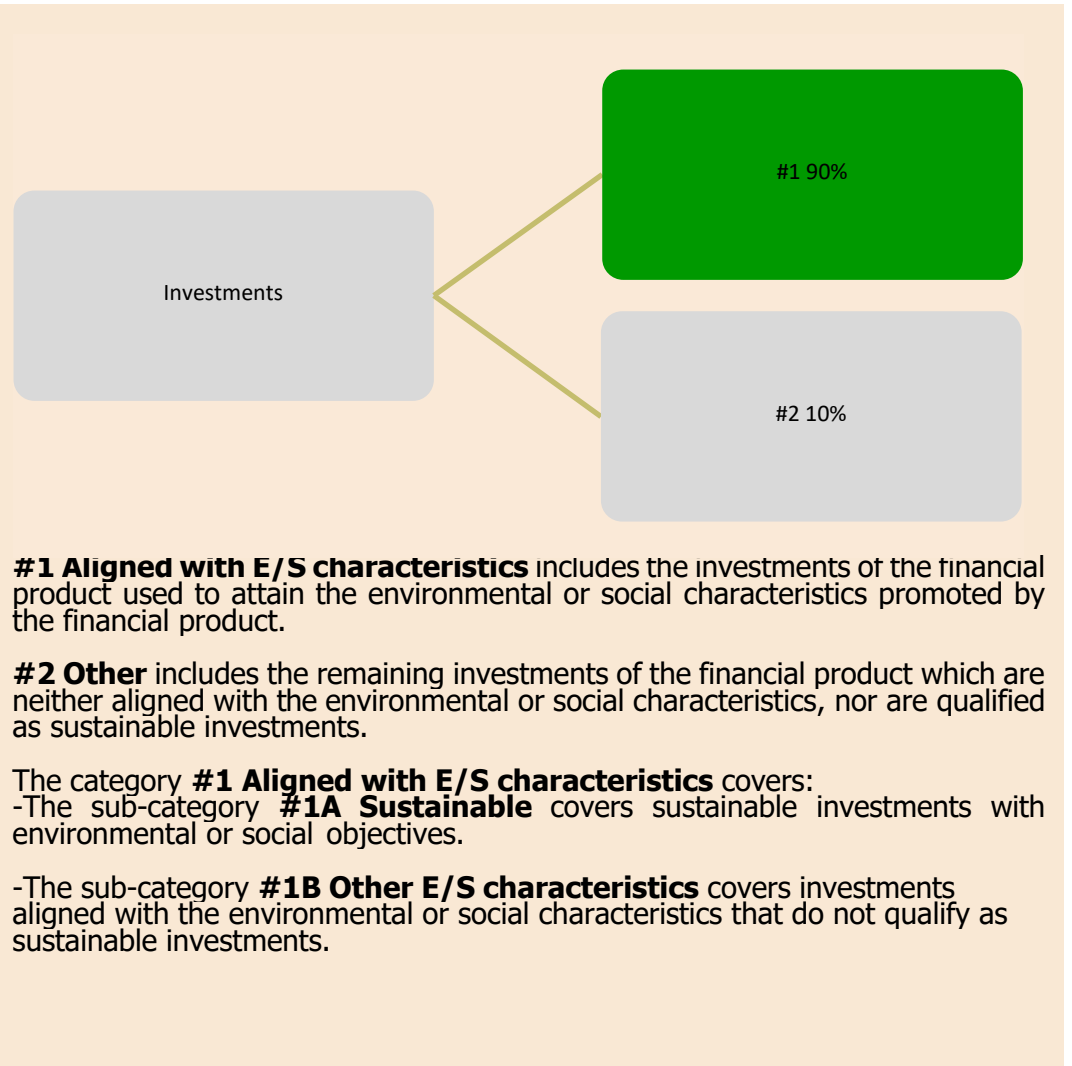 #1 90%
Investments
#2 10%
#1 Aligned with E/S characteristics includes the investments of the financial
product used to attain the environmental or social characteristics promoted by
the financial product.
#2 Other includes the remaining investments of the financial product which are
neither aligned with the environmental or social characteristics, nor are qualified
as sustainable investments.
The category #1 Aligned with E/S characteristics covers:
-The sub-category #1A Sustainable covers sustainable investments with
environmental or social objectives.
-The sub-category #1B Other E/S characteristics covers investments
aligned with the environmental or social characteristics that do not qualify as
sustainable investments.